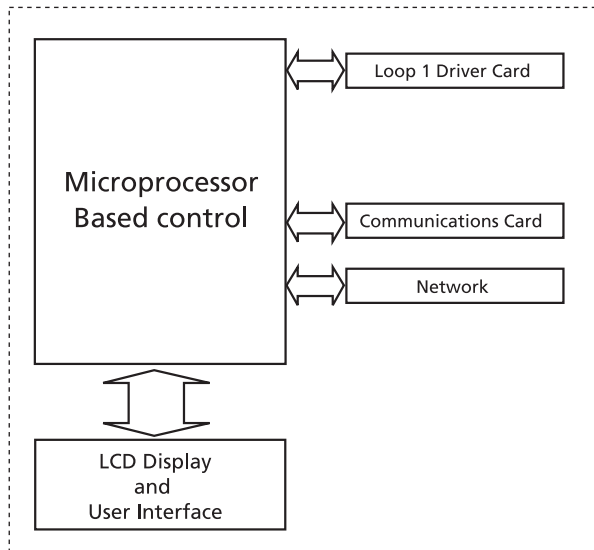 Loop 1 Driver Card
Microprocessor
Based control
Communications Card
Network
LCD Display
and
User Interface